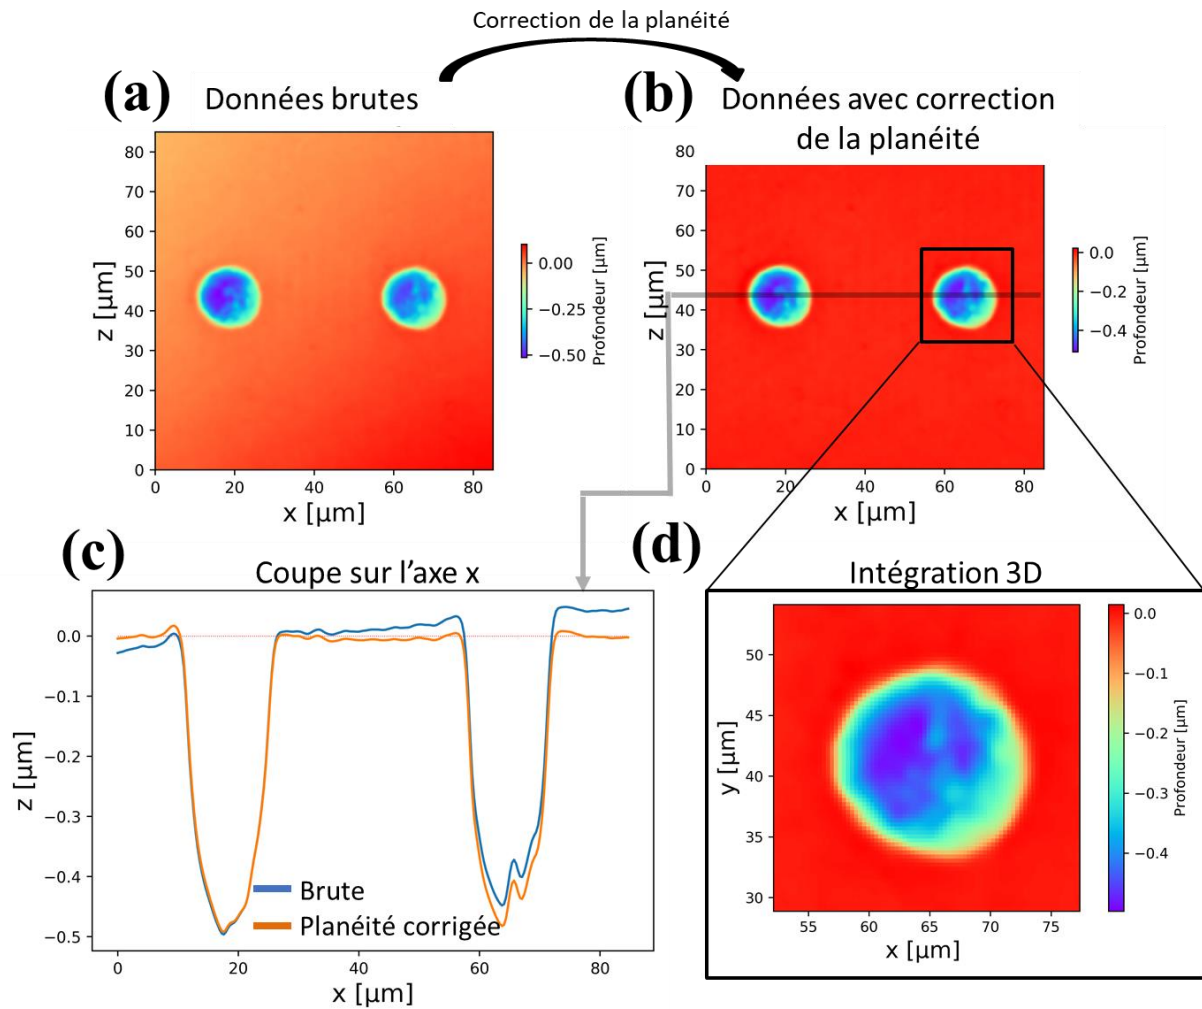 Correction de la planéité
(a)
Données brutes
80
70
60
50
40
30
20
10
0
z [μm]
0
20
40
60
80
x [μm]
0.00
−0.25
−0.50
Profondeur [μm]
(b)
Données avec correction
de la planéité
80
70
60
50
40
30
20
10
0
z [μm]
0
20
40
60
80
x [μm]
0.0
−0.2
−0.4
Profondeur [μm]
(c)
Coupe sur l’axe x
0.0
−0.1
−0.2
−0.3
−0.4
−0.5
z [μm]
Brute
Planéité corrigée
0
20
40
60
80
x [μm]
(d)
Intégration 3D
50
45
40
35
30
y [μm]
55
60
65
70
75
x [μm]
0.0
−0.1
−0.2
−0.3
−0.4
Profondeur [μm]